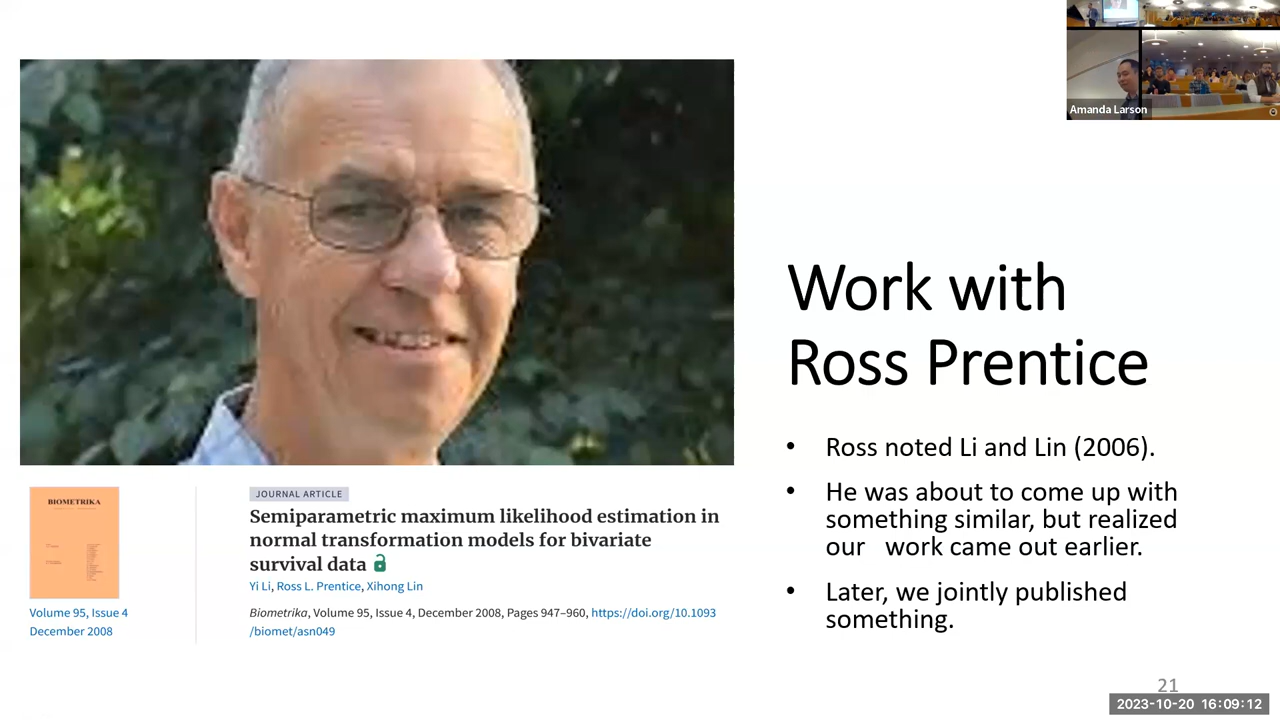 Amanda Larson
Work with
Ross Prentice
• Ross noted Li and Lin (2006).
• He was about to come up with
something similar, but realized
our work came out earlier.
• Later, we jointly published
something.
BIOMETRIKA
Volume 95, Issue 4
December 2008
JOURNAL ARTICLE
Semiparametric maximum likelihood estimation in
normal transformation models for bivariate
survival data
Yi Li, Ross L. Prentice, Xihong Lin
Biometrika, Volume 95, Issue 4, December 2008, Pages 947–960, https://doi.org/10.1093
/biomet/asn049
21
2023-10-20 16:09:12